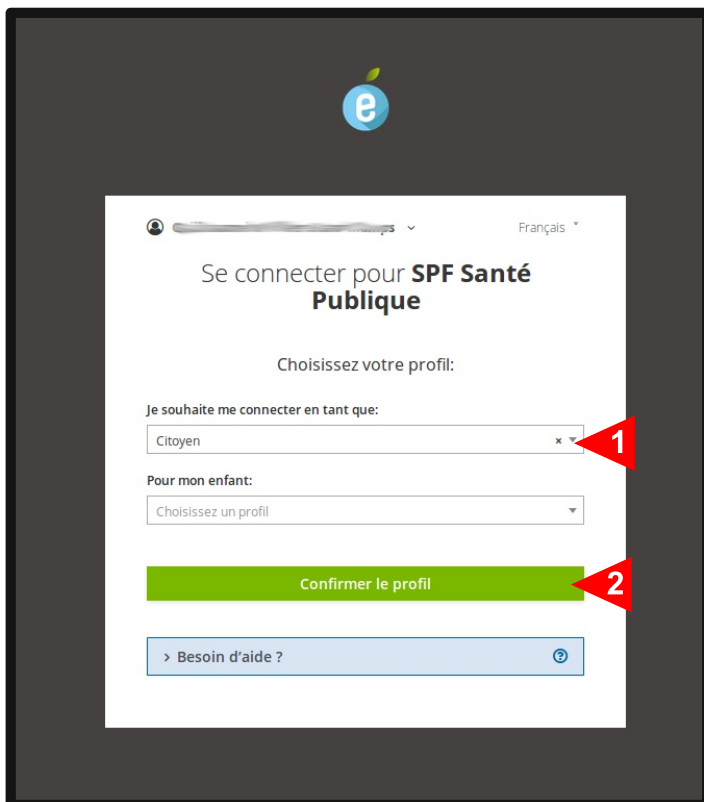 e
Français
Se connecter pour SPF Santé
Publique
Choisissez votre profil:
Je souhaite me connecter en tant que:
Citoyen
1
Pour mon enfant:
Choisissez un profil
Confirmer le profil
2
> Besoin d'aide ?